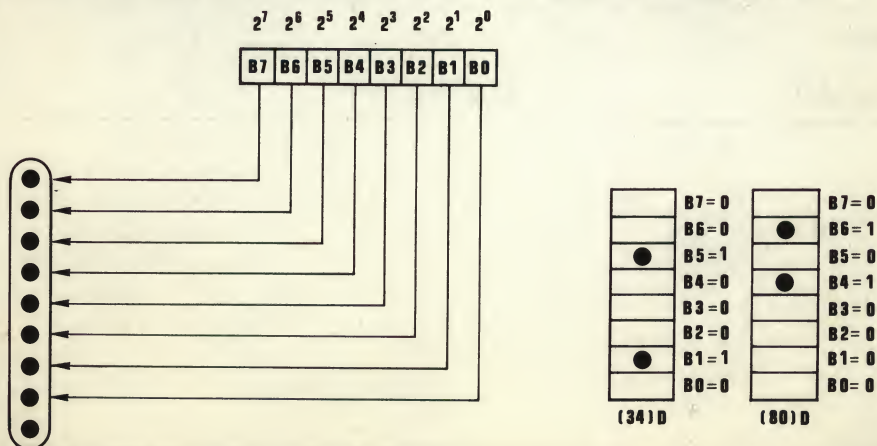 2⁷ 2⁶ 2⁵ 2⁴ 2³ 2² 2¹ 2⁰
B7 B6 B5 B4 B3 B2 B1 B0
B7=0
B6=0
B5=1
B4=0
B3=0
B2=0
B1=1
B0=0
(34)D
B7=0
B6=1
B5=0
B4=1
B3=0
B2=0
B1=0
B0=0
(80)D